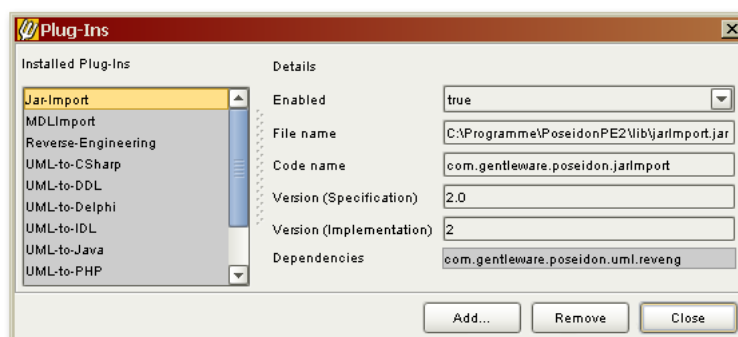 Plug-Ins
Installed Plug-Ins
Jar-Import
MDLImport
Reverse-Engineering
UML-to-CSharp
UML-to-DDL
UML-to-Delphi
UML-to-IDL
UML-to-Java
UML-to-PHP
Details
Enabled true
File name C:\Programme\PoseidonPE2\lib\jarImport.jar
Code name com.gentleware.poseidon.jarImport
Version (Specification) 2.0
Version (Implementation) 2
Dependencies com.gentleware.poseidon.uml.reveng
Add... Remove Close